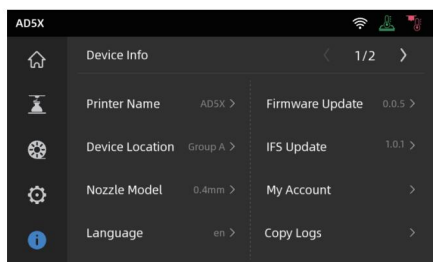 AD5X
Device Info 1/2
Printer Name AD5X
Firmware Update 0.0.5
Device Location Group A
IFS Update 1.0.1
Nozzle Model 0.4mm
My Account
Language en
Copy Logs